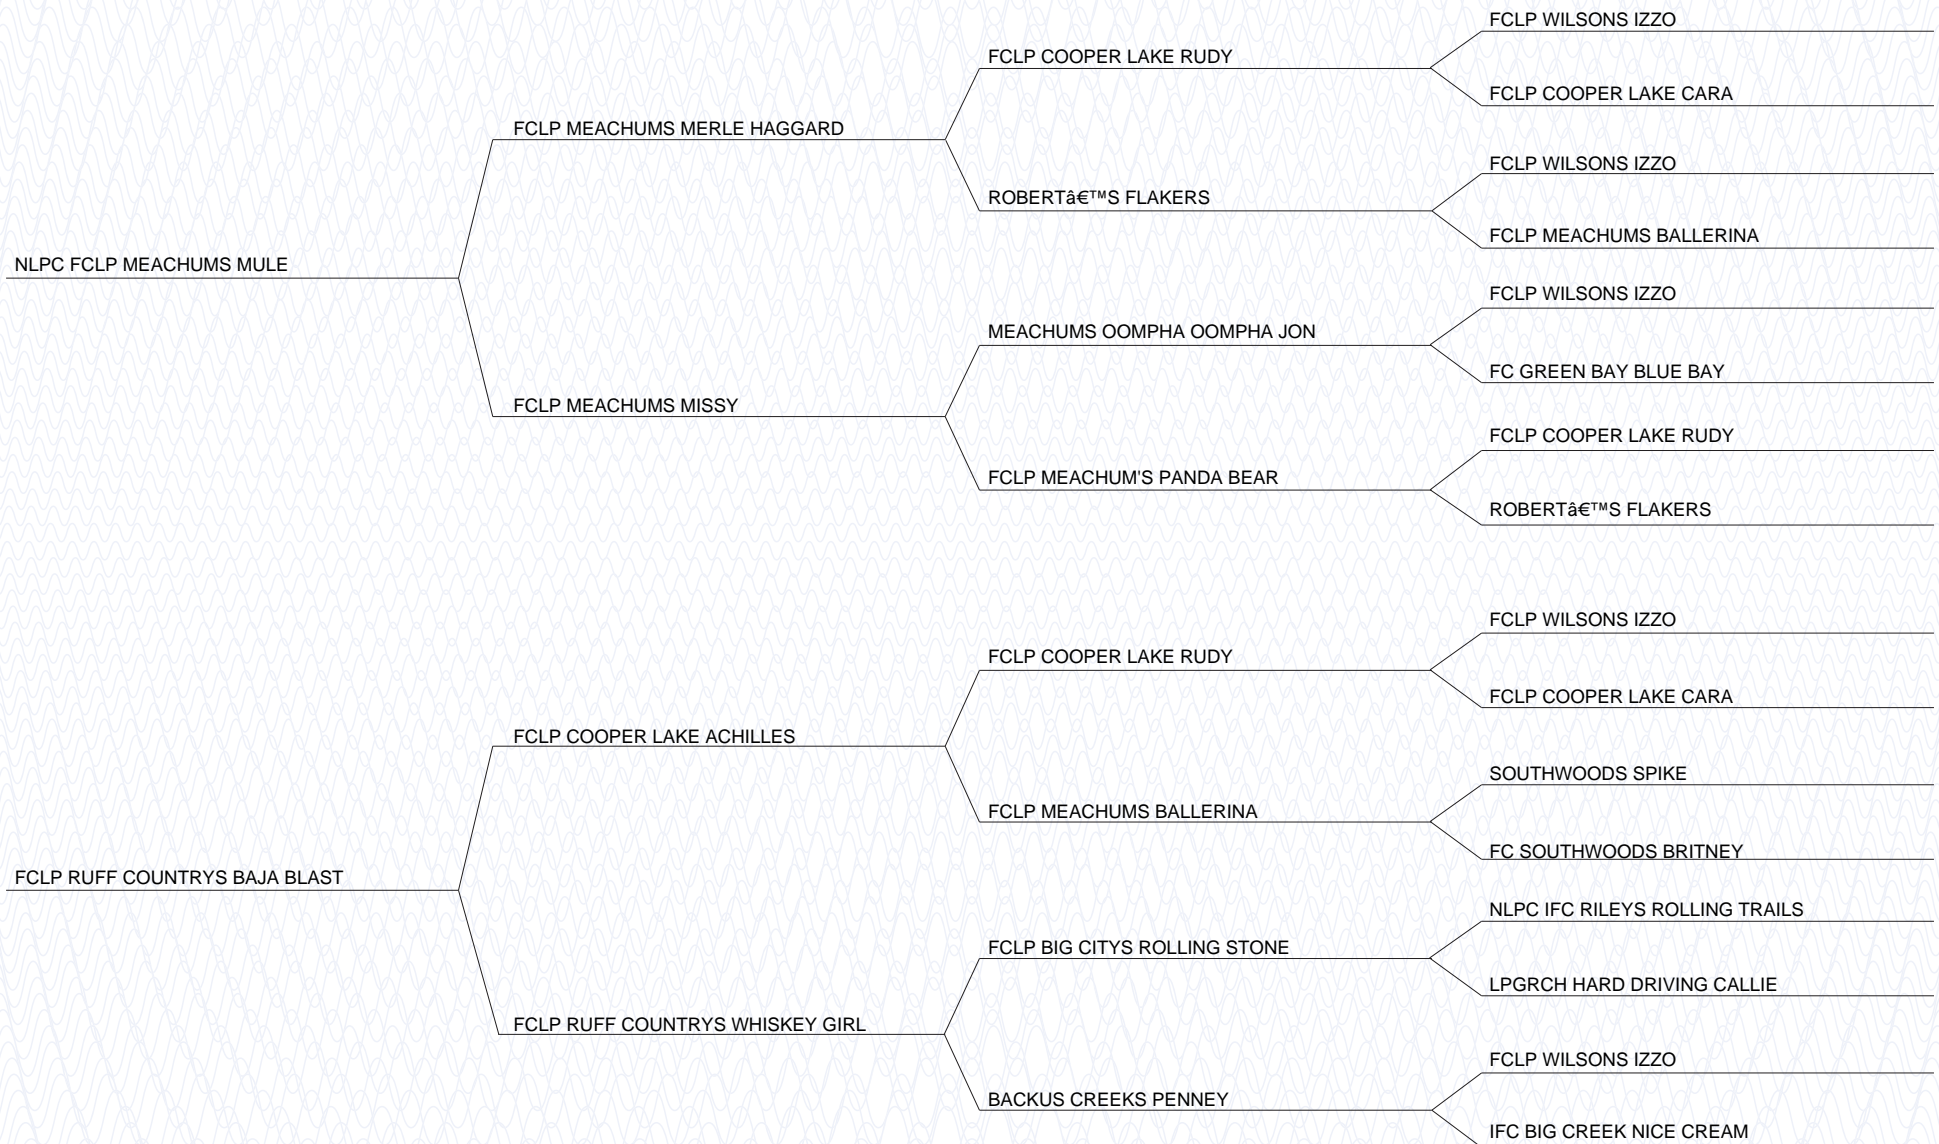 FCLP WILSONS IZZO
FCLP COOPER LAKE RUDY
FCLP COOPER LAKE CARA
FCLP MEACHUMS MERLE HAGGARD
FCLP WILSONS IZZO
ROBERTâ€™S FLAKERS
FCLP MEACHUMS BALLERINA
NLPC FCLP MEACHUMS MULE
FCLP WILSONS IZZO
MEACHUMS OOMPHA OOMPHA JON
FC GREEN BAY BLUE BAY
FCLP MEACHUMS MISSY
FCLP COOPER LAKE RUDY
FCLP MEACHUM'S PANDA BEAR
ROBERTâ€™S FLAKERS
FCLP WILSONS IZZO
FCLP COOPER LAKE RUDY
FCLP COOPER LAKE CARA
FCLP COOPER LAKE ACHILLES
SOUTHWOODS SPIKE
FCLP MEACHUMS BALLERINA
FC SOUTHWOODS BRITNEY
FCLP RUFF COUNTRYS BAJA BLAST
NLPC IFC RILEYS ROLLING TRAILS
FCLP BIG CITYS ROLLING STONE
LPGRCH HARD DRIVING CALLIE
FCLP RUFF COUNTRYS WHISKEY GIRL
FCLP WILSONS IZZO
BACKUS CREEKS PENNEY
IFC BIG CREEK NICE CREAM